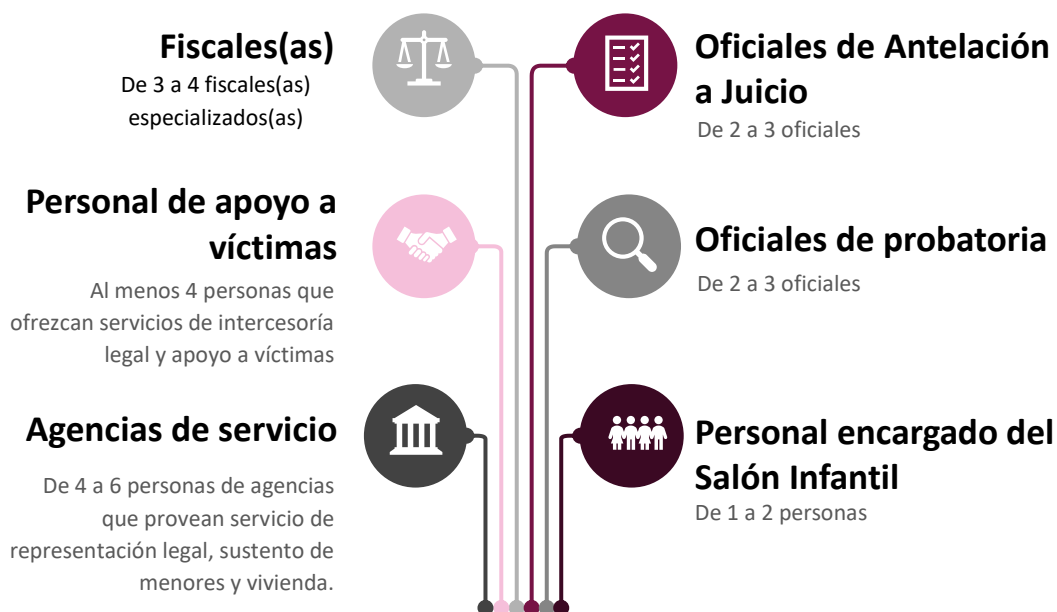 Fiscales(as)
De 3 a 4 fiscales(as)
especializados(as)
Personal de apoyo a
víctimas
Al menos 4 personas que
ofrezcan servicios de intercesoría
legal y apoyo a víctimas
Agencias de servicio
De 4 a 6 personas de agencias
que provean servicio de
representación legal, sustento de
menores y vivienda.
Oficiales de Antelación
a Juicio
De 2 a 3 oficiales
Oficiales de probatoria
De 2 a 3 oficiales
Personal encargado del
Salón Infantil
De 1 a 2 personas